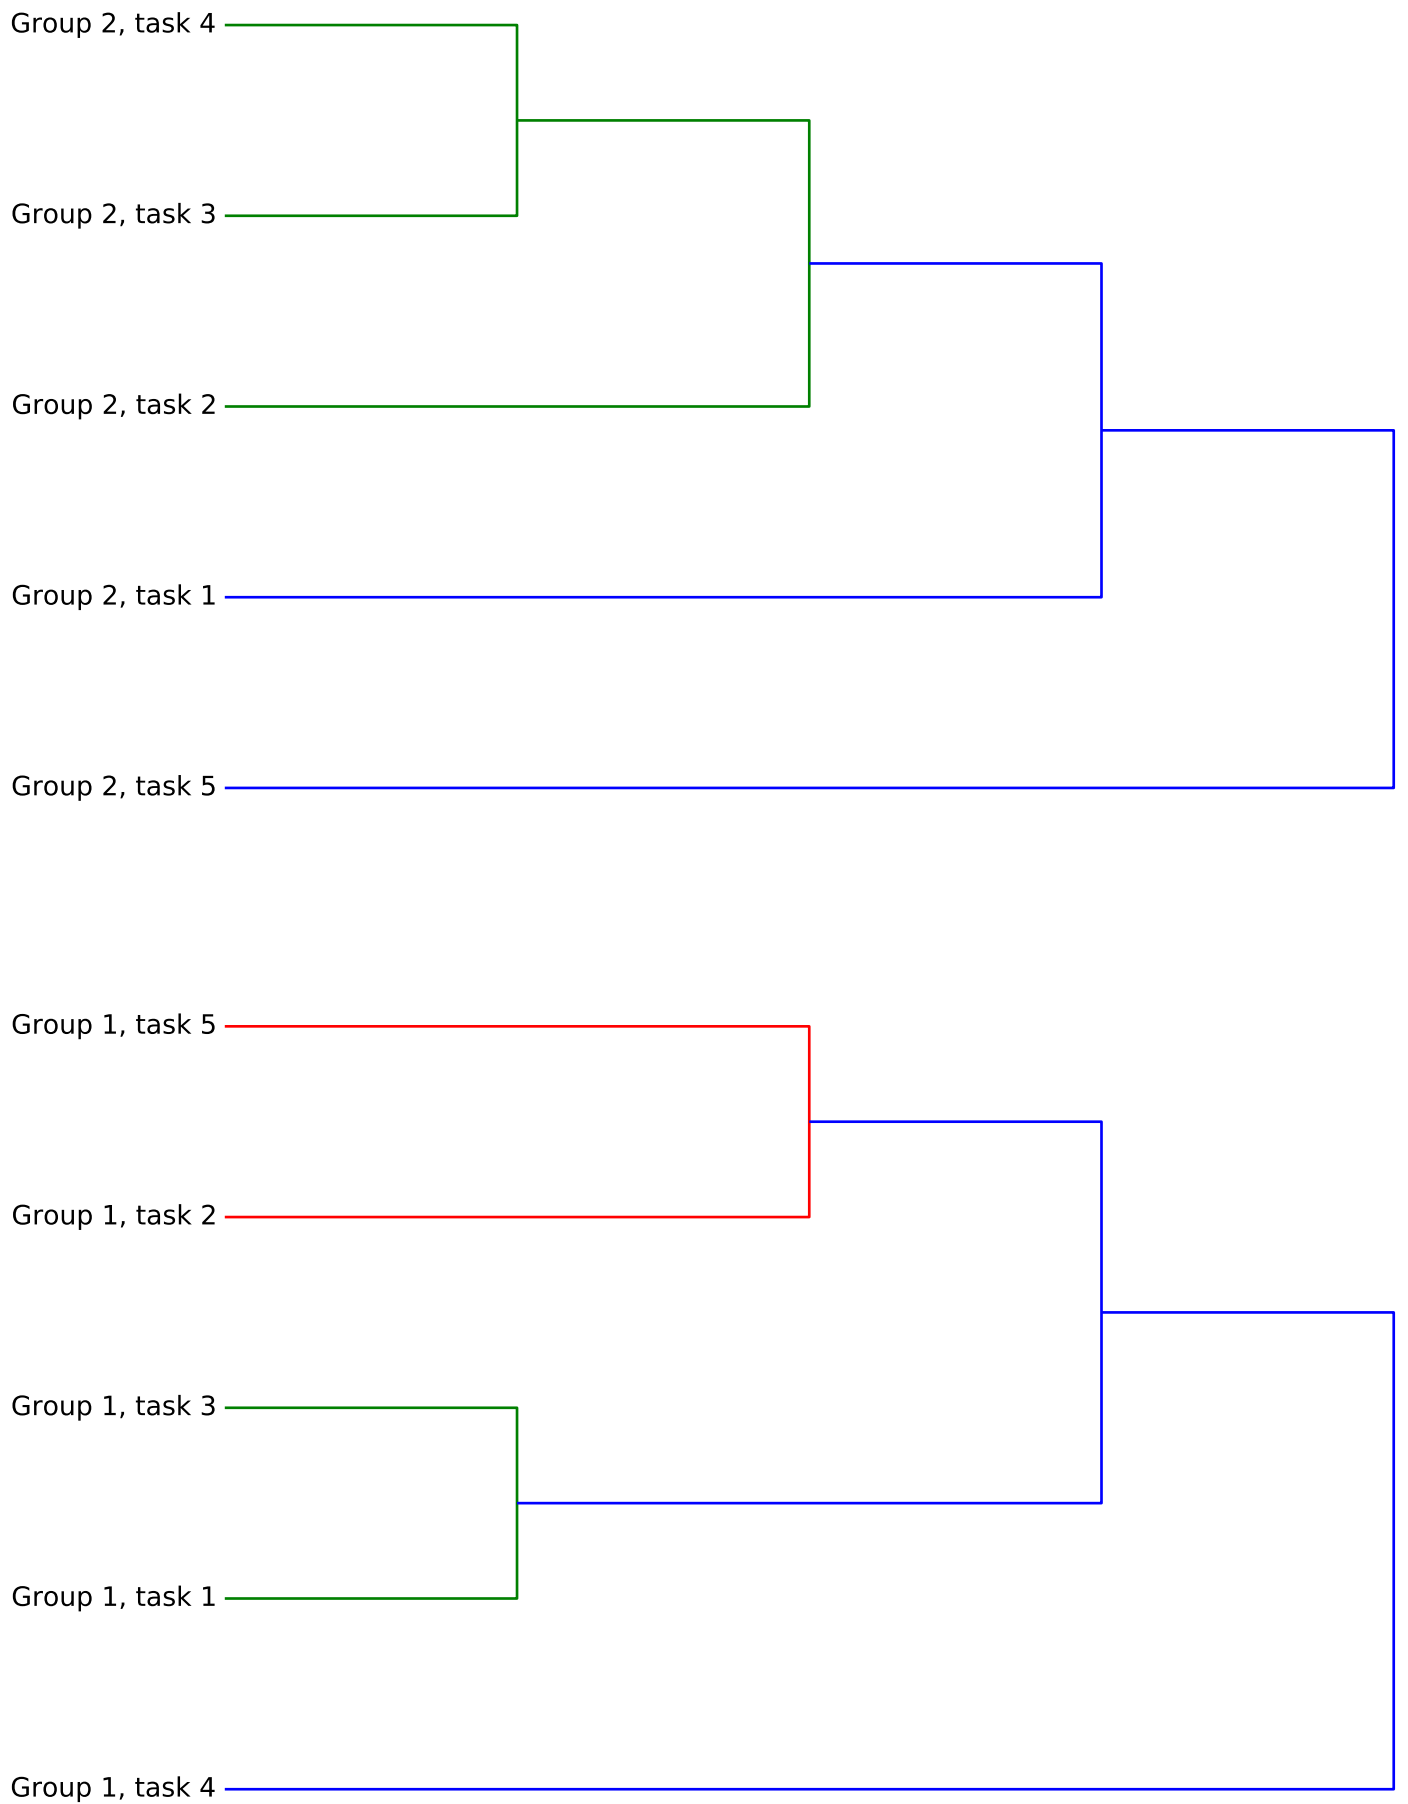 Group 2, task 4
Group 2, task 3
Group 2, task 2
Group 2, task 1
Group 2, task 5
Group 1, task 5
Group 1, task 2
Group 1, task 3
Group 1, task 1
Group 1, task 4